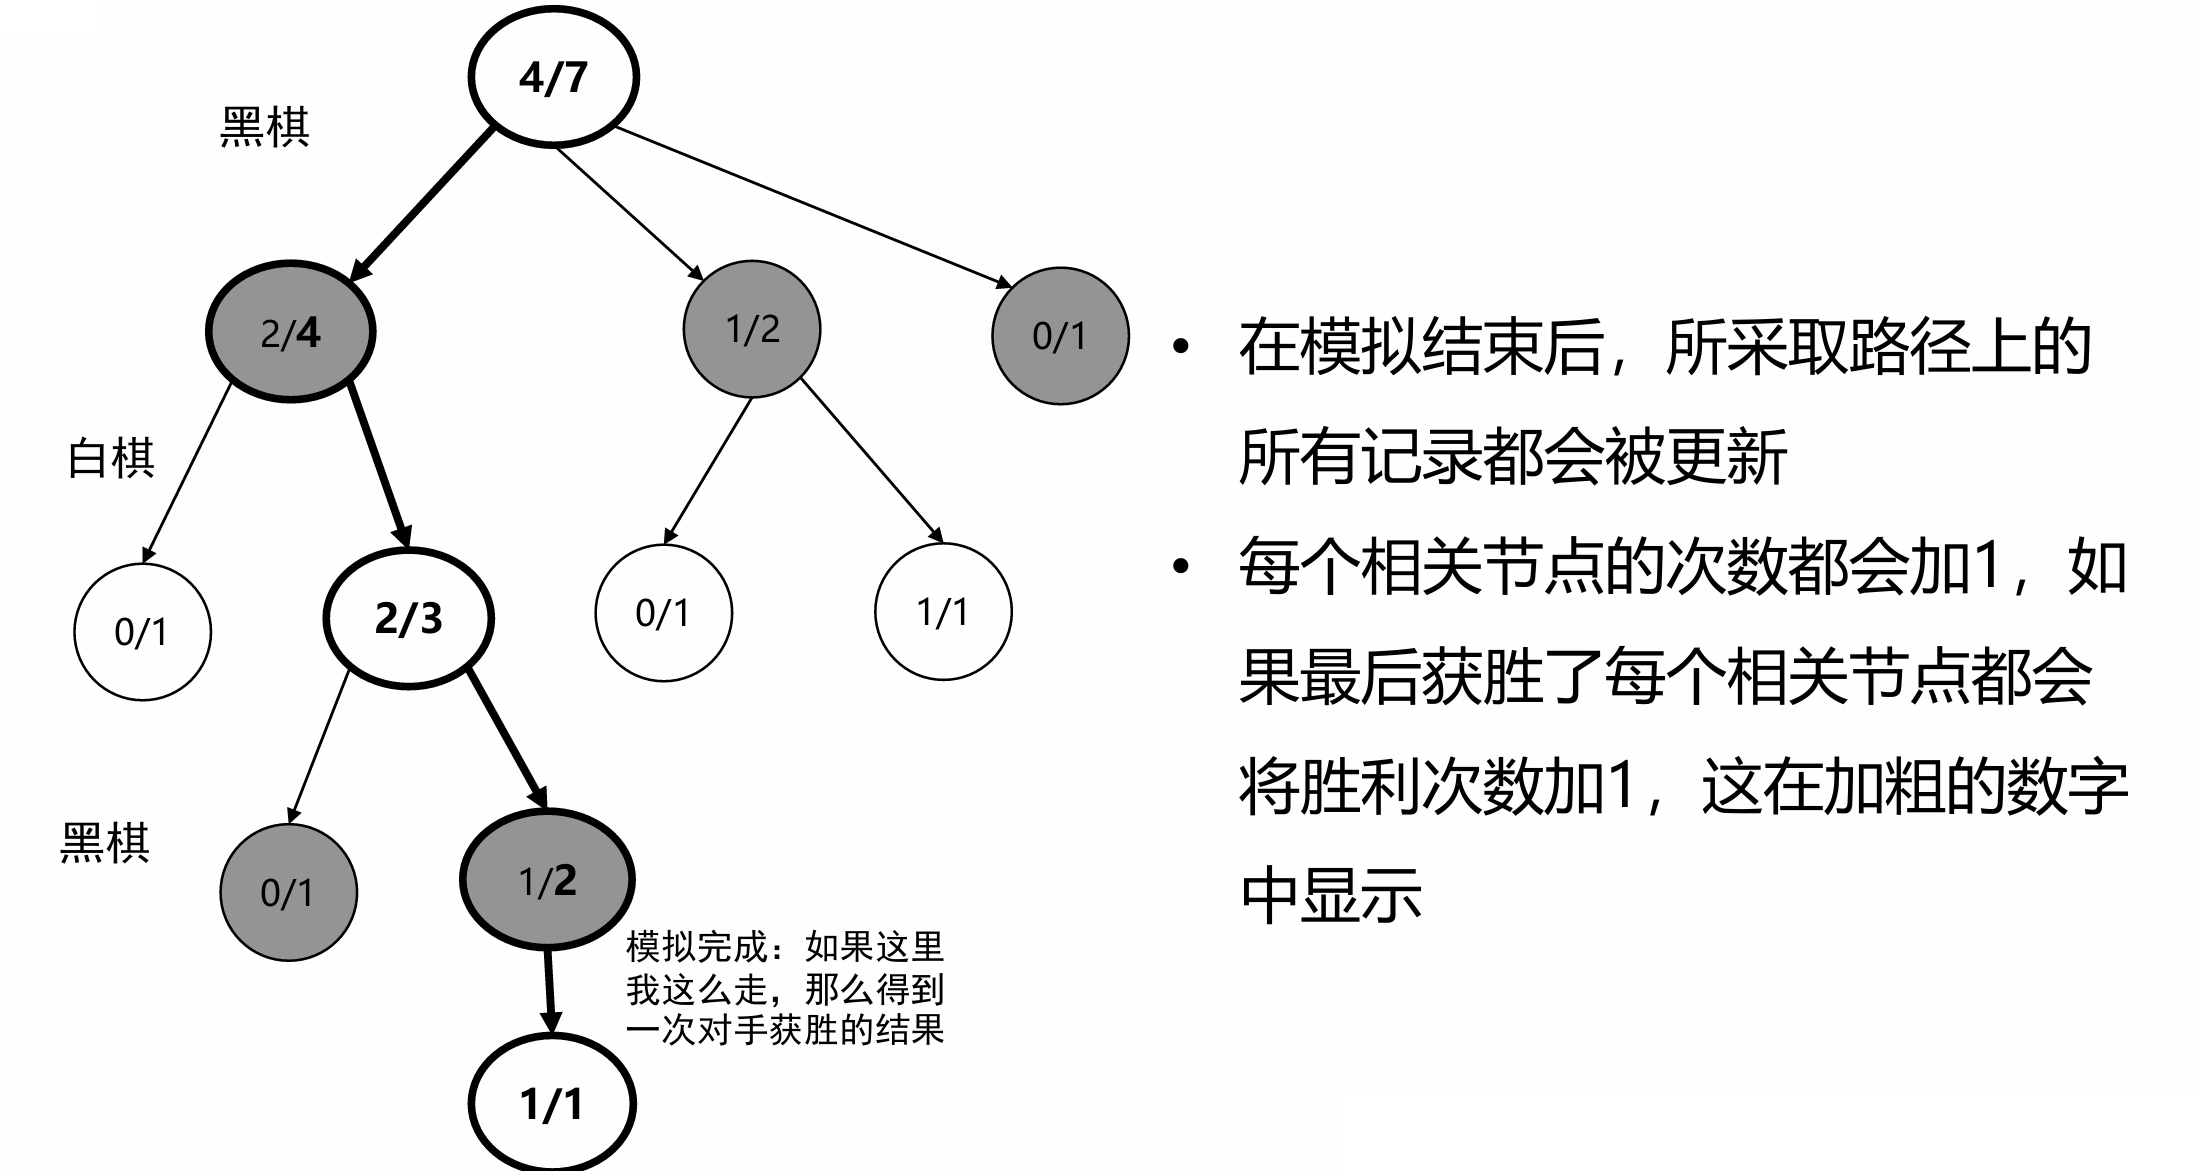 4/7
黑棋
2/4
1/2
0/1
白棋
0/1
2/3
0/1
1/1
黑棋
0/1
1/2
模拟完成：如果这里
我这么走，那么得到
一次对手获胜的结果
1/1
• 在模拟结束后，所采取路径上的
所有记录都会被更新
• 每个相关节点的次数都会加1，如
果最后获胜了每个相关节点都会
将胜利次数加1，这在加粗的数字
中显示